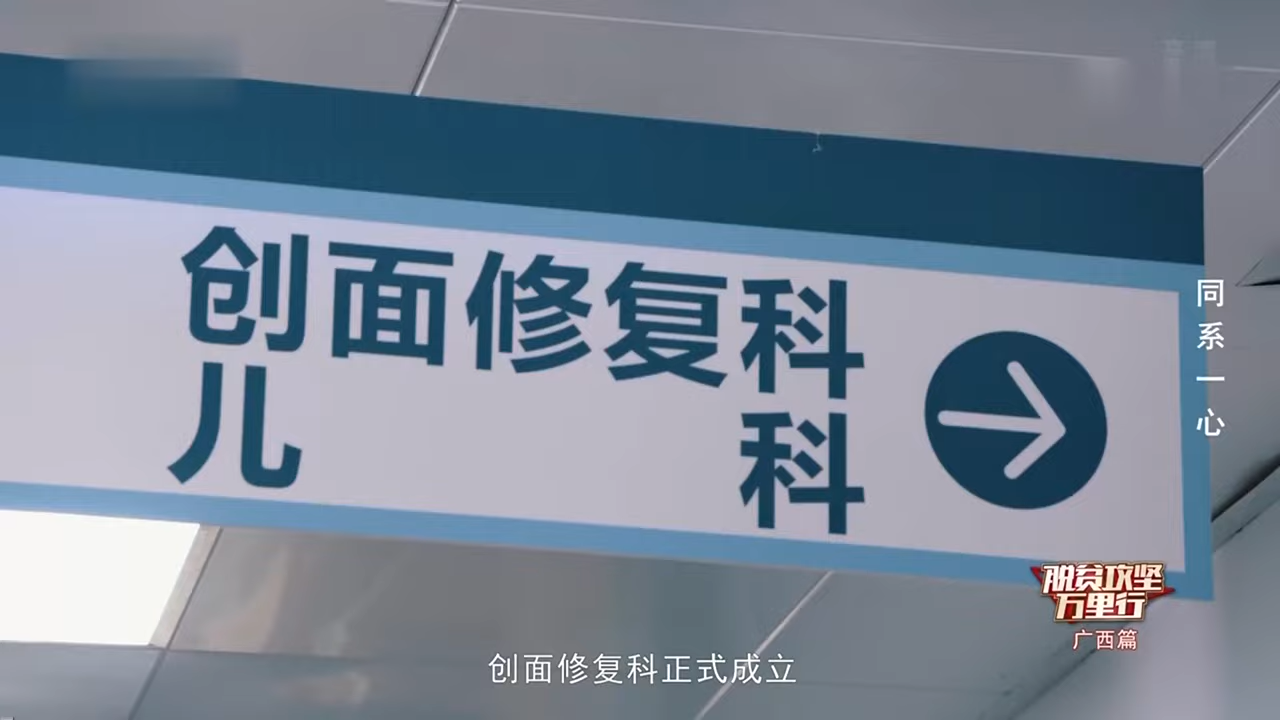 创面修复科
儿科
同系一心
脱贫攻坚
万里行
广西篇
创面修复科正式成立